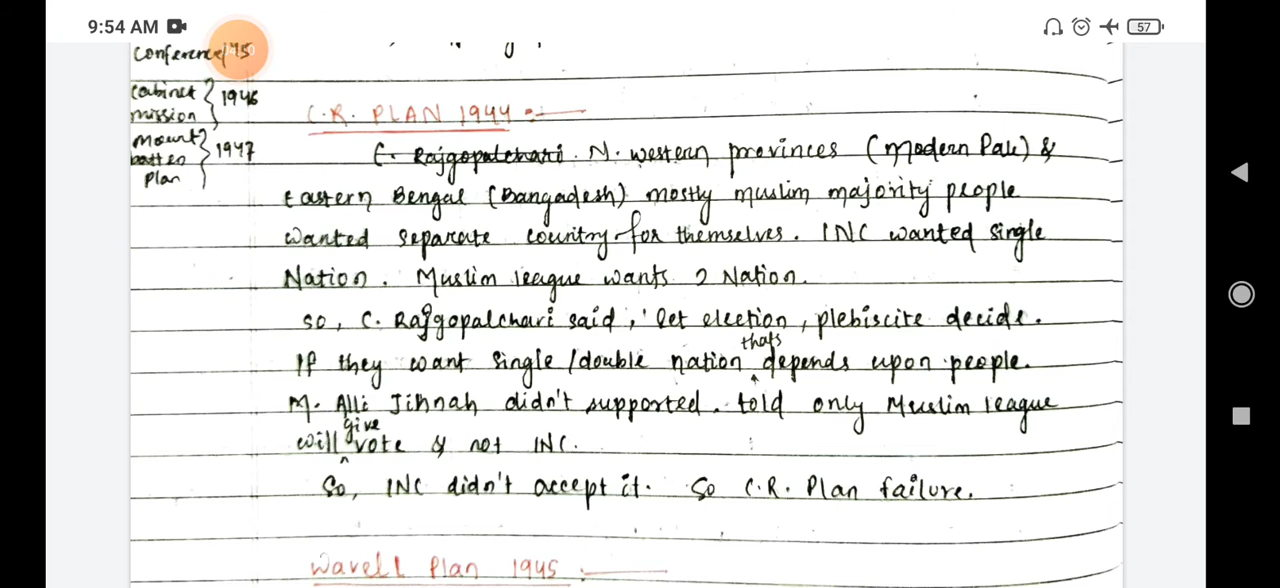 9:54 AM
57
Conference/45
Cabinet
mission } 1946
Mount
batten } 1947
plan
C.R. PLAN 1944 :-
C. Rajgopalchari. N. western provinces (Modern Pak) &
Eastern Bengal (Bangadesh) mostly muslim majority people
wanted separate country for themselves. INC wanted single
Nation. Muslim league wants 2 Nation.
So, C. Rajgopalchari said, 'let election, plebiscite decide.
thats
If they want single/double nation ^ depends upon people.
M. Alli Jihnah didn't supported. told only Muslim league
give
will ^ vote & not INC.
So, INC didn't accept it. So C.R. Plan failure.
Wavell Plan 1945 :-